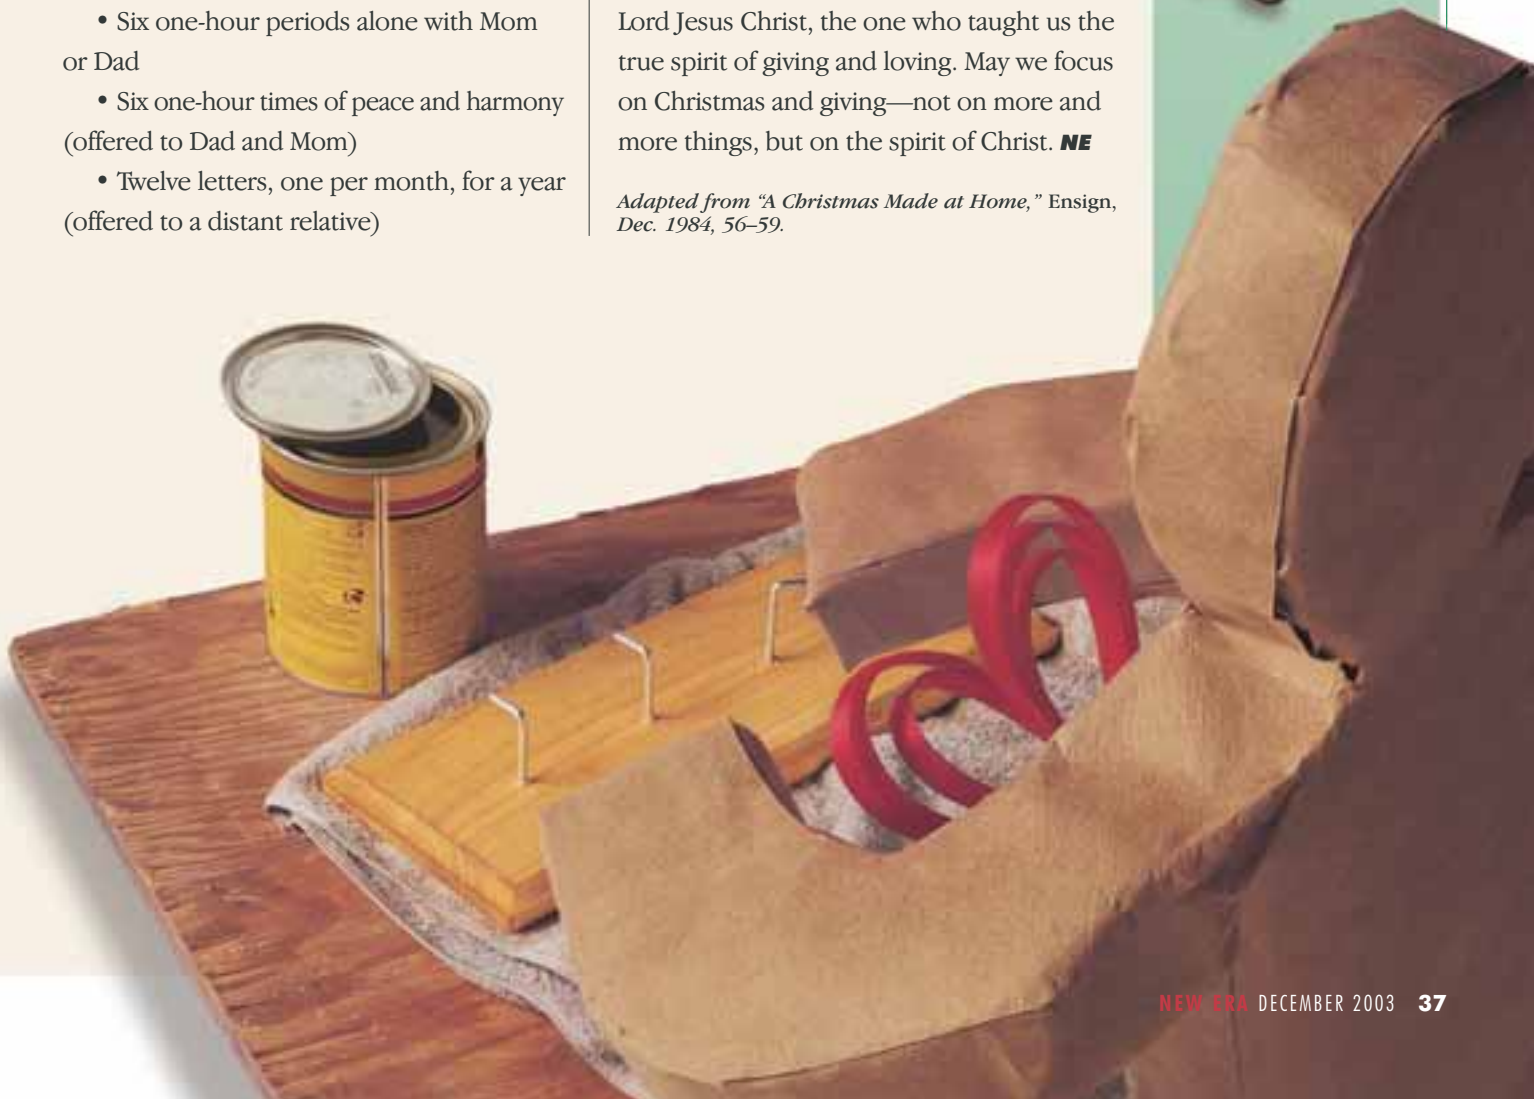 • Six one-hour periods alone with Mom
or Dad
• Six one-hour times of peace and harmony
(offered to Dad and Mom)
• Twelve letters, one per month, for a year
(offered to a distant relative)
Lord Jesus Christ, the one who taught us the
true spirit of giving and loving. May we focus
on Christmas and giving—not on more and
more things, but on the spirit of Christ. NE
Adapted from “A Christmas Made at Home,” Ensign,
Dec. 1984, 56–59.
NEW ERA DECEMBER 2003 37